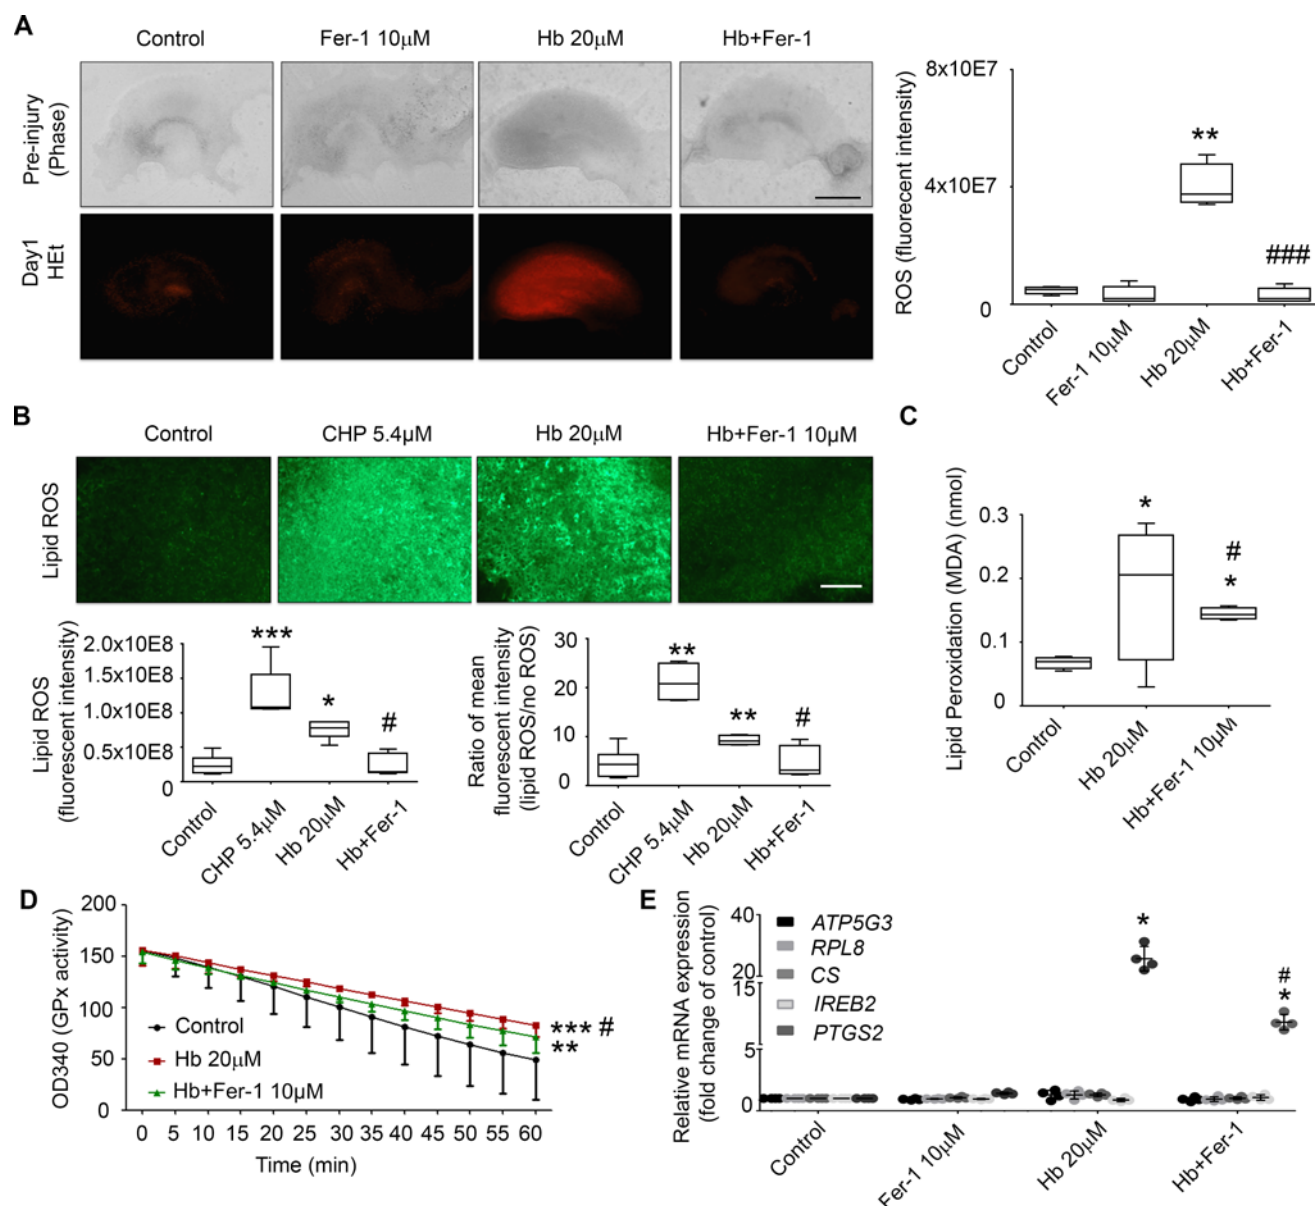 A
Control
Fer-1 10μM
Hb 20μM
Hb+Fer-1
Pre-injury
(Phase)
Day1
HEt
ROS (fluorecent intensity)
8x10E7
4x10E7
0
**
###
Control
Fer-1 10μM
Hb 20μM
Hb+Fer-1
B
Control
CHP 5.4μM
Hb 20μM
Hb+Fer-1 10μM
Lipid ROS
Lipid ROS
(fluorescent intensity)
2.0x10E8
1.5x10E8
1.0x10E8
0.5x10E8
0
***
*
#
Control
CHP 5.4μM
Hb 20μM
Hb+Fer-1
Ratio of mean
fluorescent intensity
(lipid ROS/no ROS)
30
20
10
0
**
**
#
Control
CHP 5.4μM
Hb 20μM
Hb+Fer-1
C
Lipid Peroxidation (MDA) (nmol)
0.3
0.2
0.1
0
*
#
*
Control
Hb 20μM
Hb+Fer-1 10μM
D
OD340 (GPx activity)
200
150
100
50
0
Control
Hb 20μM
Hb+Fer-1 10μM
*** #
**
0 5 10 15 20 25 30 35 40 45 50 55 60
Time (min)
E
Relative mRNA expression
(fold change of control)
40
20
15
5
0
ATP5G3
RPL8
CS
IREB2
PTGS2
*
#
*
Control
Fer-1 10μM
Hb 20μM
Hb+Fer-1